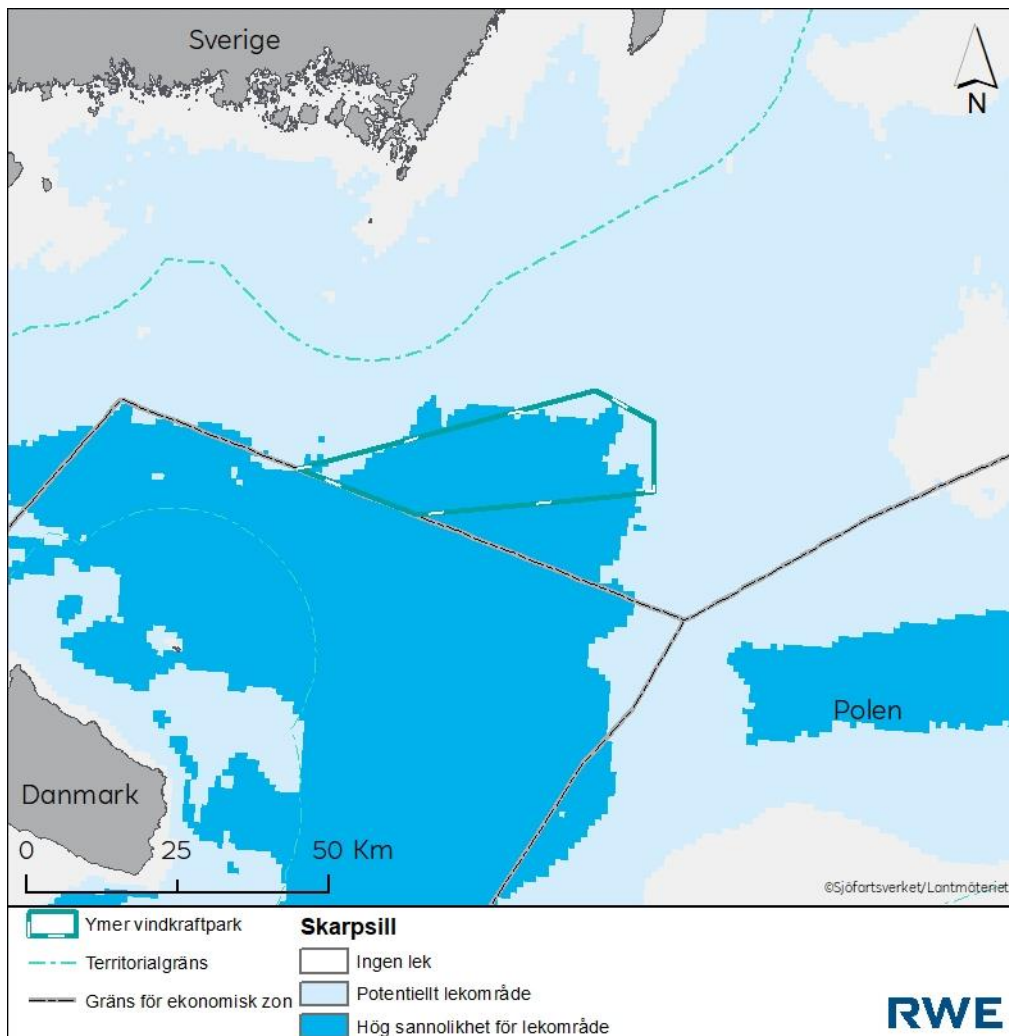 Sverige
N
Polen
Danmark
0 25 50 Km
©Sjöfartsverket/Lantmäteriet
Ymer vindkraftpark
Territorialgräns
Gräns för ekonomisk zon
Skarpsill
Ingen lek
Potentiellt lekområde
Hög sannolikhet för lekområde
RWE